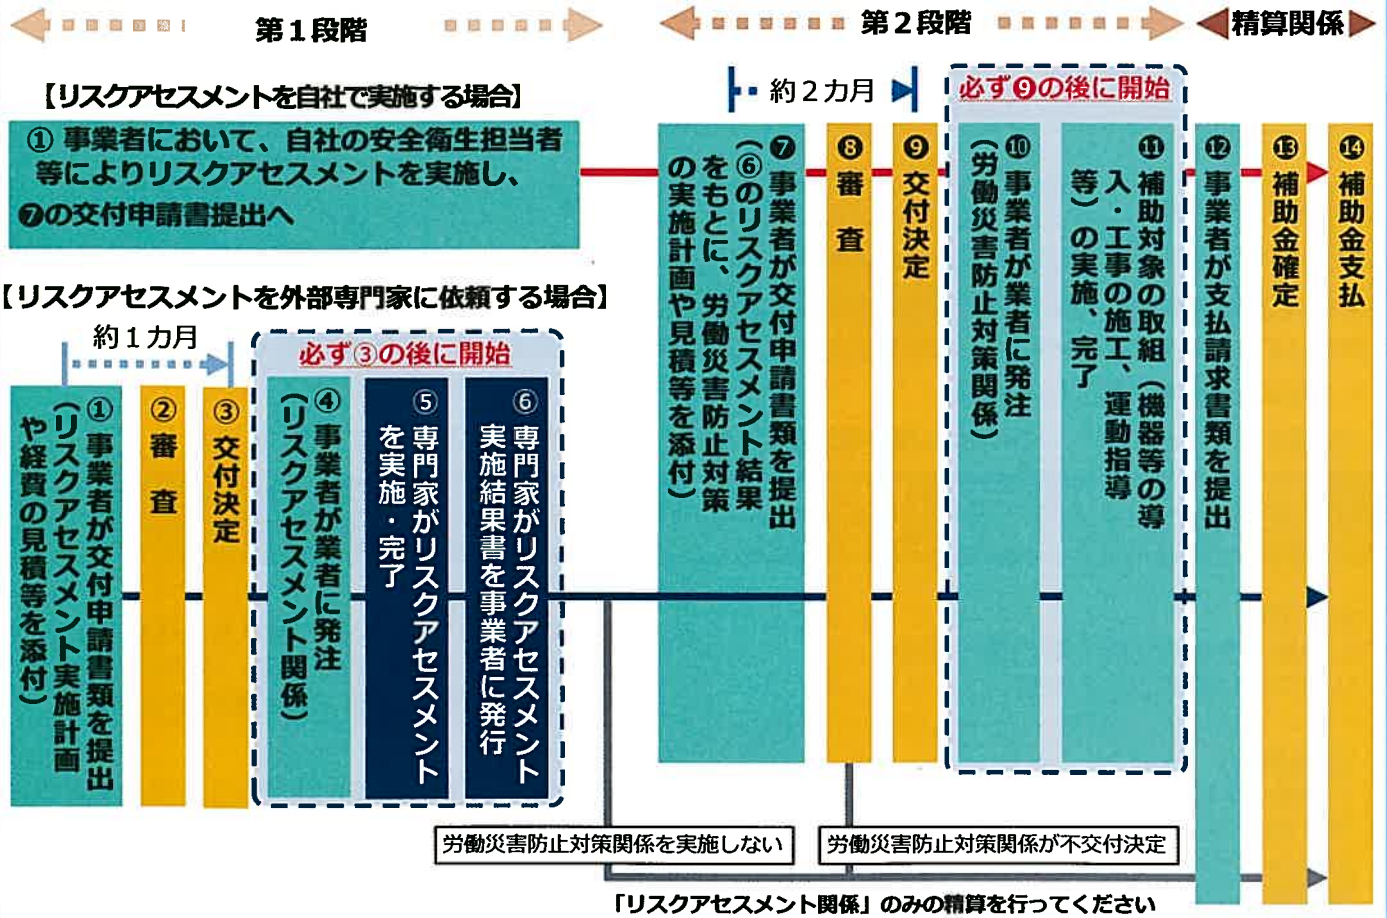 第１段階
第２段階
精算関係
【リスクアセスメントを自社で実施する場合】
① 事業者において、自社の安全衛生担当者
等によりリスクアセスメントを実施し、
❼の交付申請書提出へ
【リスクアセスメントを外部専門家に依頼する場合】
約１カ月
① 事業者が交付申請書類を提出
（リスクアセスメント実施計画
や経費の見積等を添付）
② 審　査
③ 交付決定
必ず③の後に開始
④ 事業者が業者に発注
（リスクアセスメント関係）
⑤ 専門家がリスクアセスメント
を実施・完了
⑥ 専門家がリスクアセスメント
実施結果書を事業者に発行
約２カ月
❼ 事業者が交付申請書類を提出
（⑥のリスクアセスメント結果
をもとに、労働災害防止対策
の実施計画や見積等を添付）
❽ 審　査
❾ 交付決定
必ず❾の後に開始
❿ 事業者が業者に発注
（労働災害防止対策関係）
⓫ 補助対象の取組（機器等の導
入・工事の施工、運動指導
等）の実施、完了
⓬ 事業者が支払請求書類を提出
⓭ 補助金確定
⓮ 補助金支払
労働災害防止対策関係を実施しない
労働災害防止対策関係が不交付決定
「リスクアセスメント関係」のみの精算を行ってください